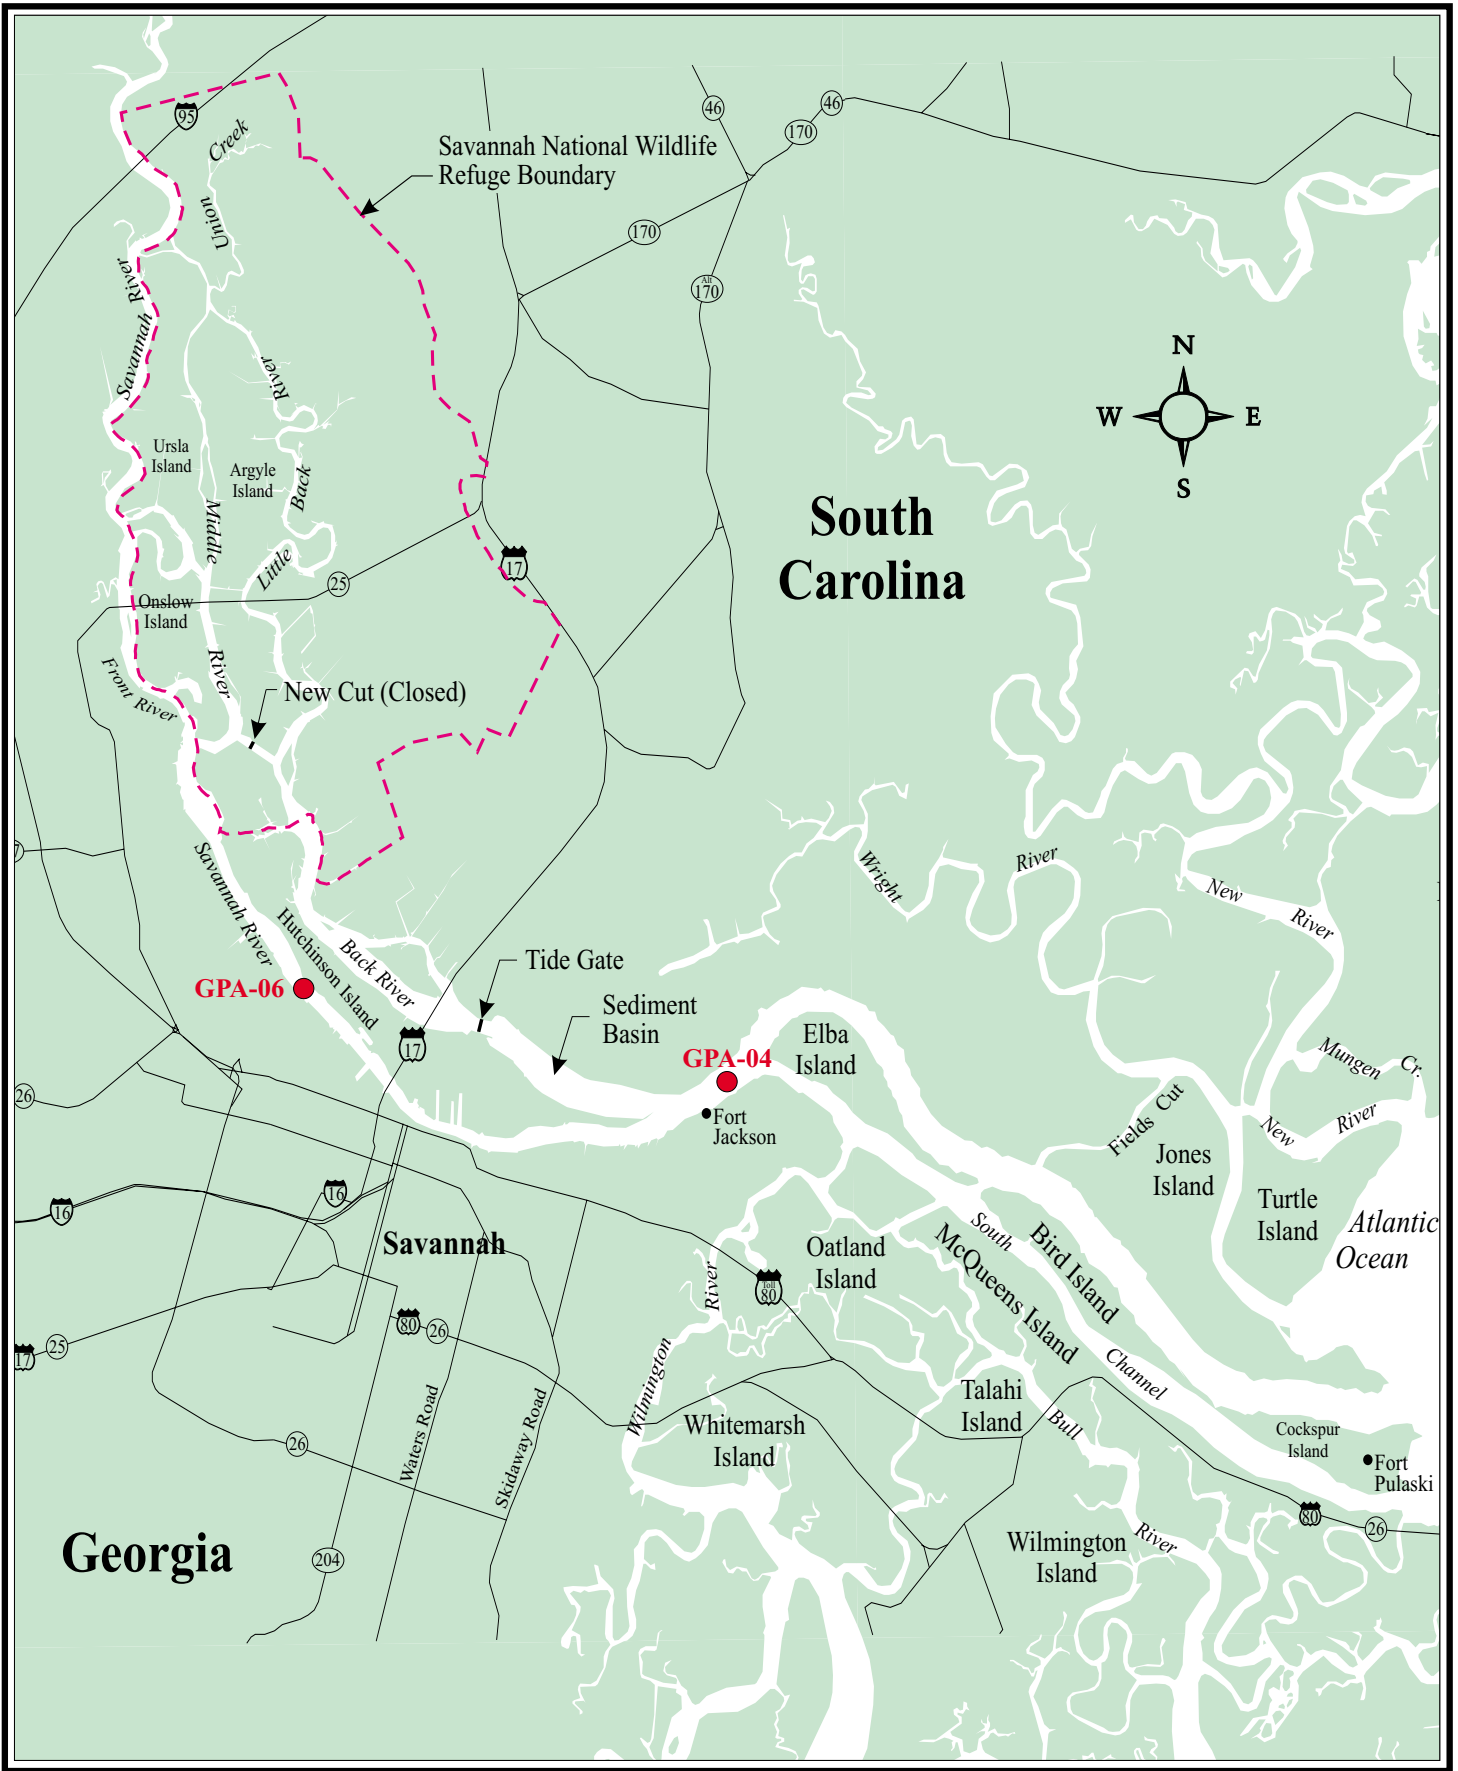 95
Creek
Union
Savannah National Wildlife
Refuge Boundary
46
46
170
170
Alt
170
Savannah River
River
Ursla
Island
Argyle
Island
Back
Middle
Little
25
17
Onslow
Island
Front River
River
New Cut (Closed)
South
Carolina
N
W
E
S
Savannah River
Hutchinson Island
Back River
GPA-06
17
Tide Gate
Sediment
Basin
GPA-04
Elba
Island
Fort
Jackson
Wright
River
New
River
Mungen
Cr.
Fields Cut
New
River
Jones
Island
Turtle
Island
Atlantic
Ocean
26
16
16
Savannah
South
Bird Island
McQueens Island
Oatland
Island
River
Toll
80
80
26
25
17
Wilmington
Channel
Talahi
Island
Bull
Whitemarsh
Island
Cockspur
Island
Fort
Pulaski
Waters Road
Skidaway Road
26
80
26
Wilmington
Island
River
Georgia
204